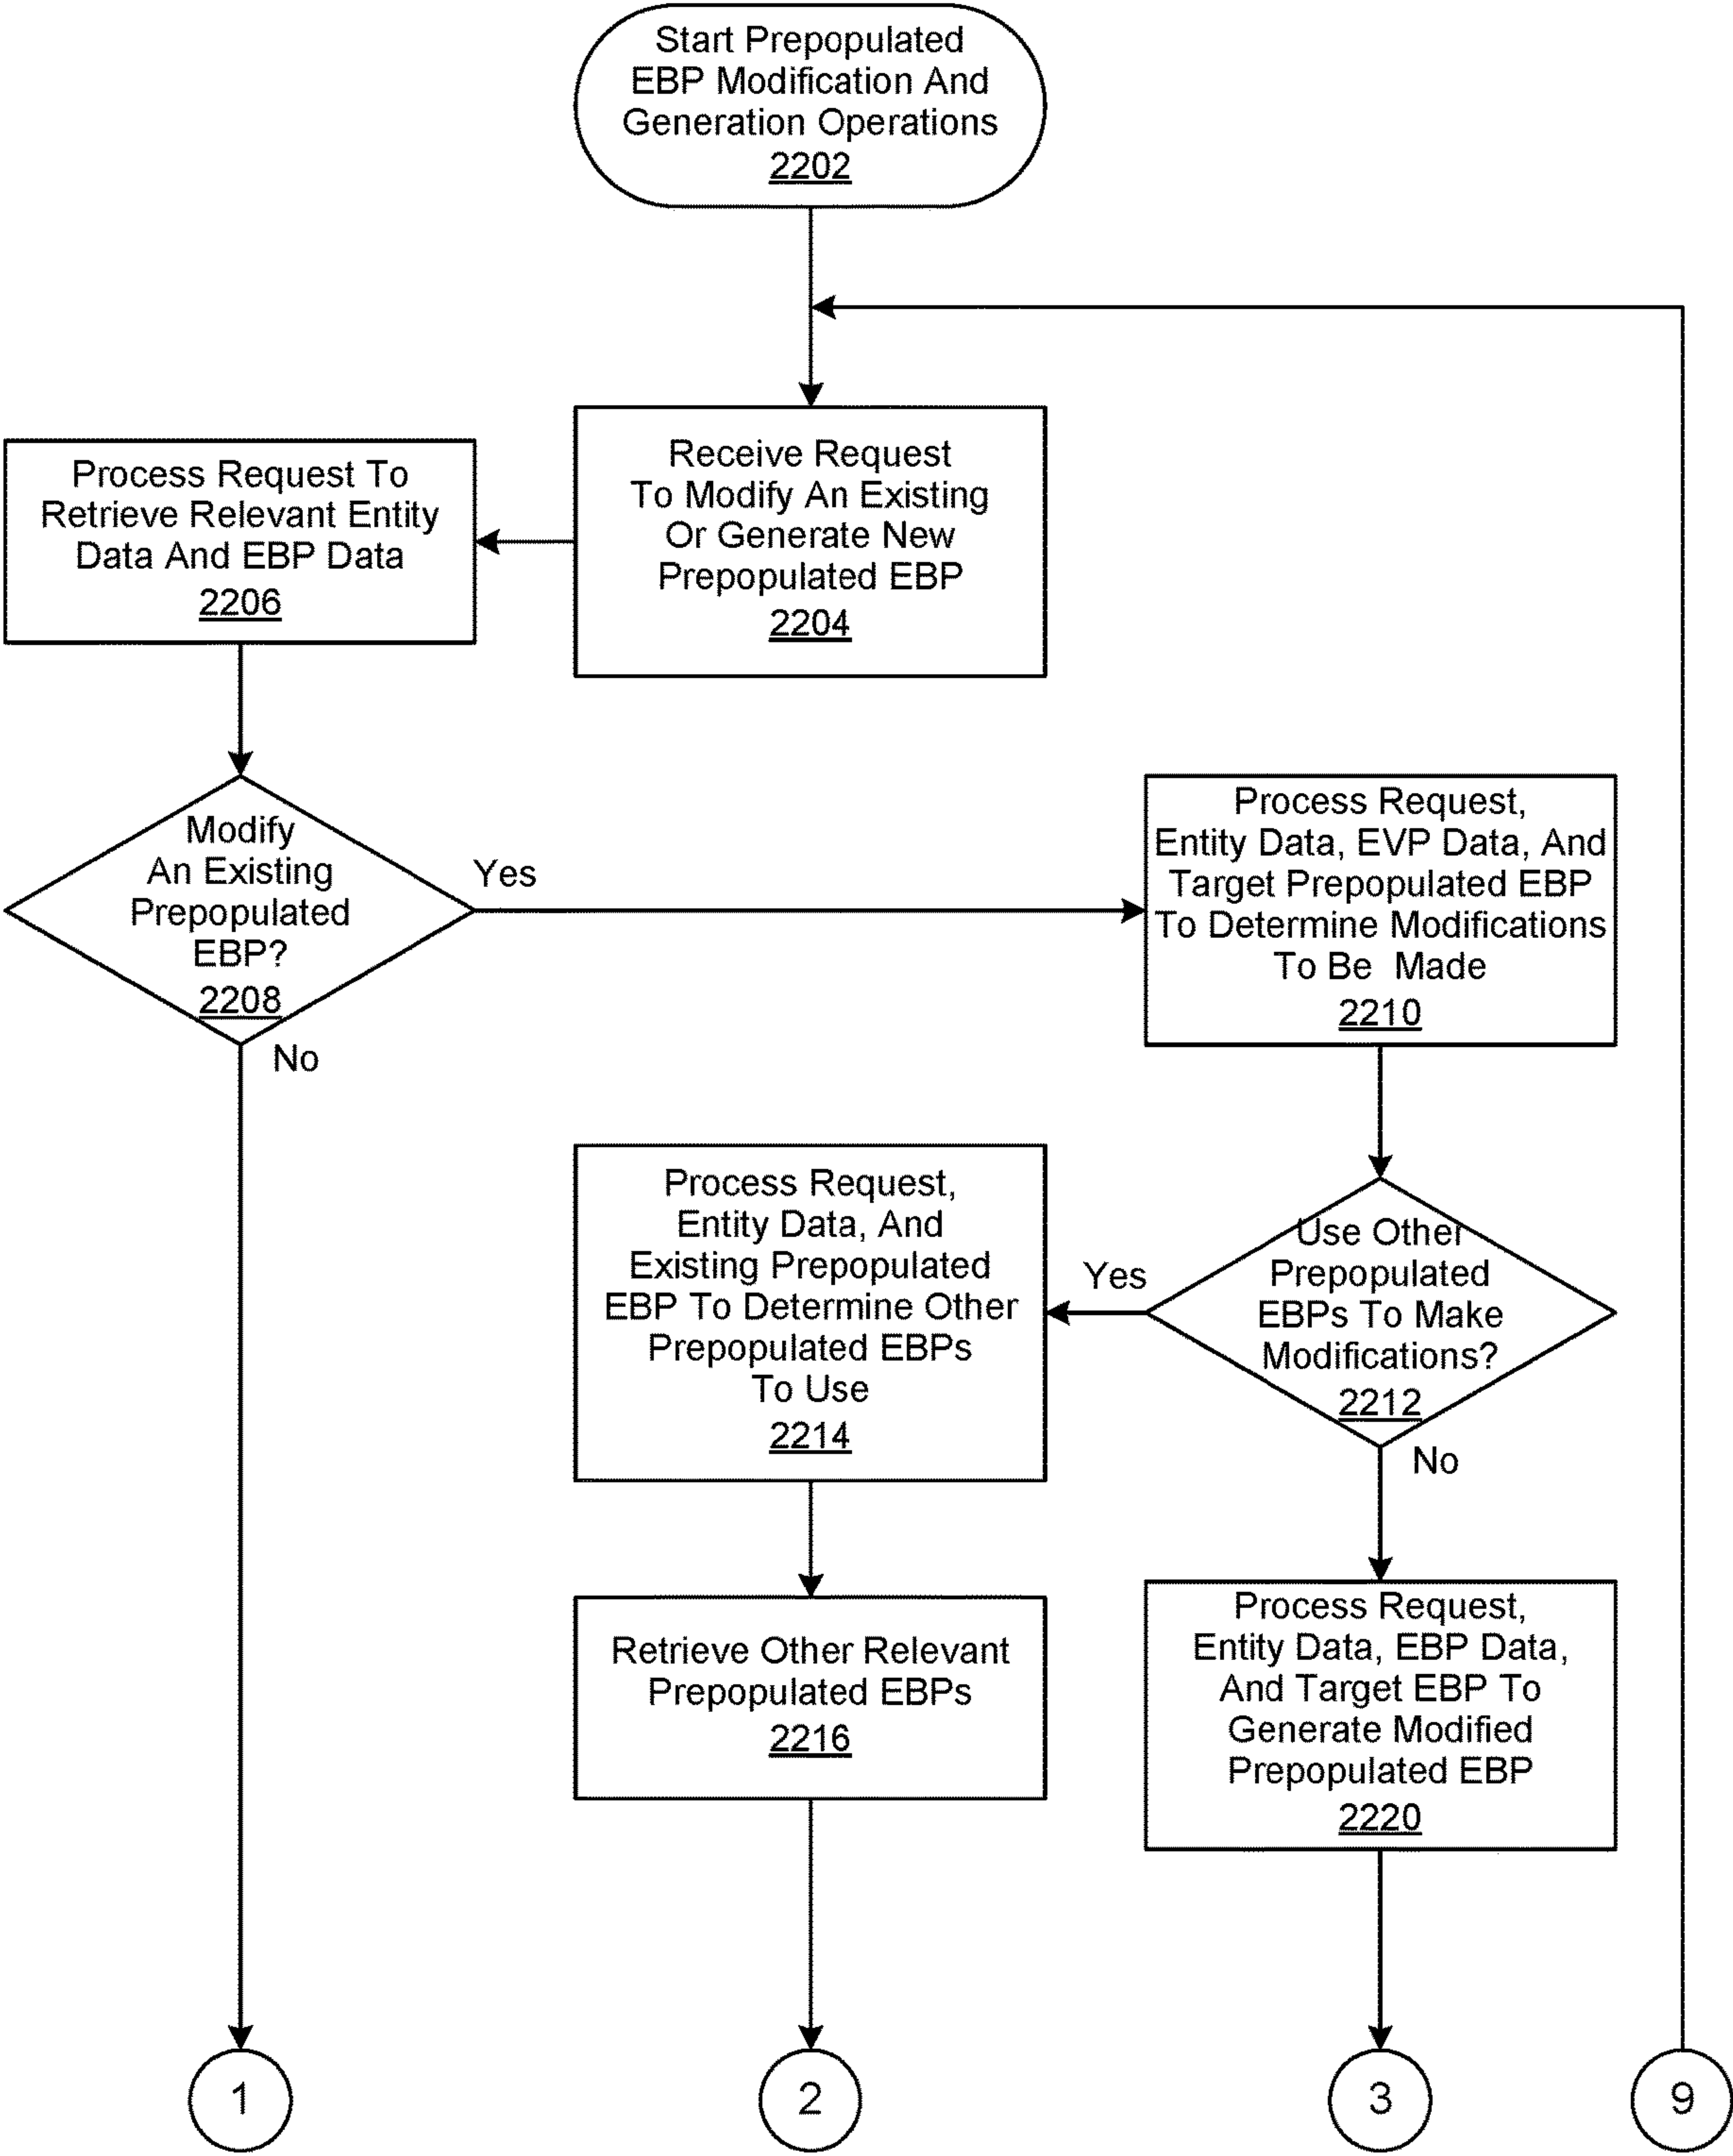 Start Prepopulated
EBP Modification And
Generation Operations
2202
Receive Request
To Modify An Existing
Or Generate New
Prepopulated EBP
2204
Process Request To
Retrieve Relevant Entity
Data And EBP Data
2206
Modify
An Existing
Prepopulated
EBP?
2208
Yes
No
Process Request,
Entity Data, EVP Data, And
Target Prepopulated EBP
To Determine Modifications
To Be Made
2210
Use Other
Prepopulated
EBPs To Make
Modifications?
2212
Yes
No
Process Request,
Entity Data, And
Existing Prepopulated
EBP To Determine Other
Prepopulated EBPs
To Use
2214
Retrieve Other Relevant
Prepopulated EBPs
2216
Process Request,
Entity Data, EBP Data,
And Target EBP To
Generate Modified
Prepopulated EBP
2220
1
2
3
9